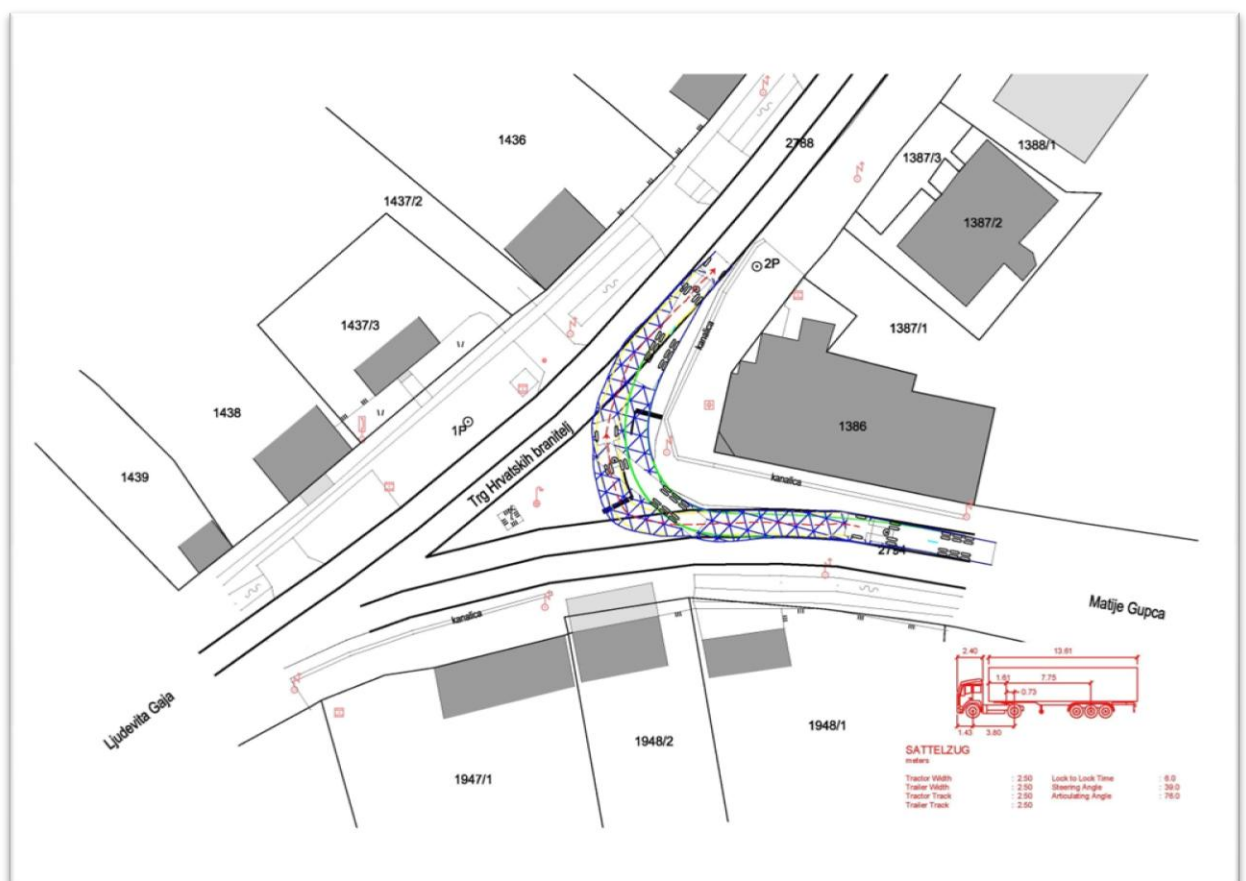 1436
2788
1388/1
1387/3
1437/2
1387/2
2P
1437/3
kanalica
1387/1
1438
1P
1386
Trg Hrvatskih branitelj
1439
kanalica
2794
Matije Gupca
kanalica
Ljudevita Gaja
1948/1
1948/2
1947/1
2.40 13.61
1.61 7.75
0.73
1.43 3.80
SATTELZUG
meters
Tractor Width : 2.50 Lock to Lock Time : 6.0
Trailer Width : 2.50 Steering Angle : 39.0
Tractor Track : 2.50 Articulating Angle : 76.0
Trailer Track : 2.50